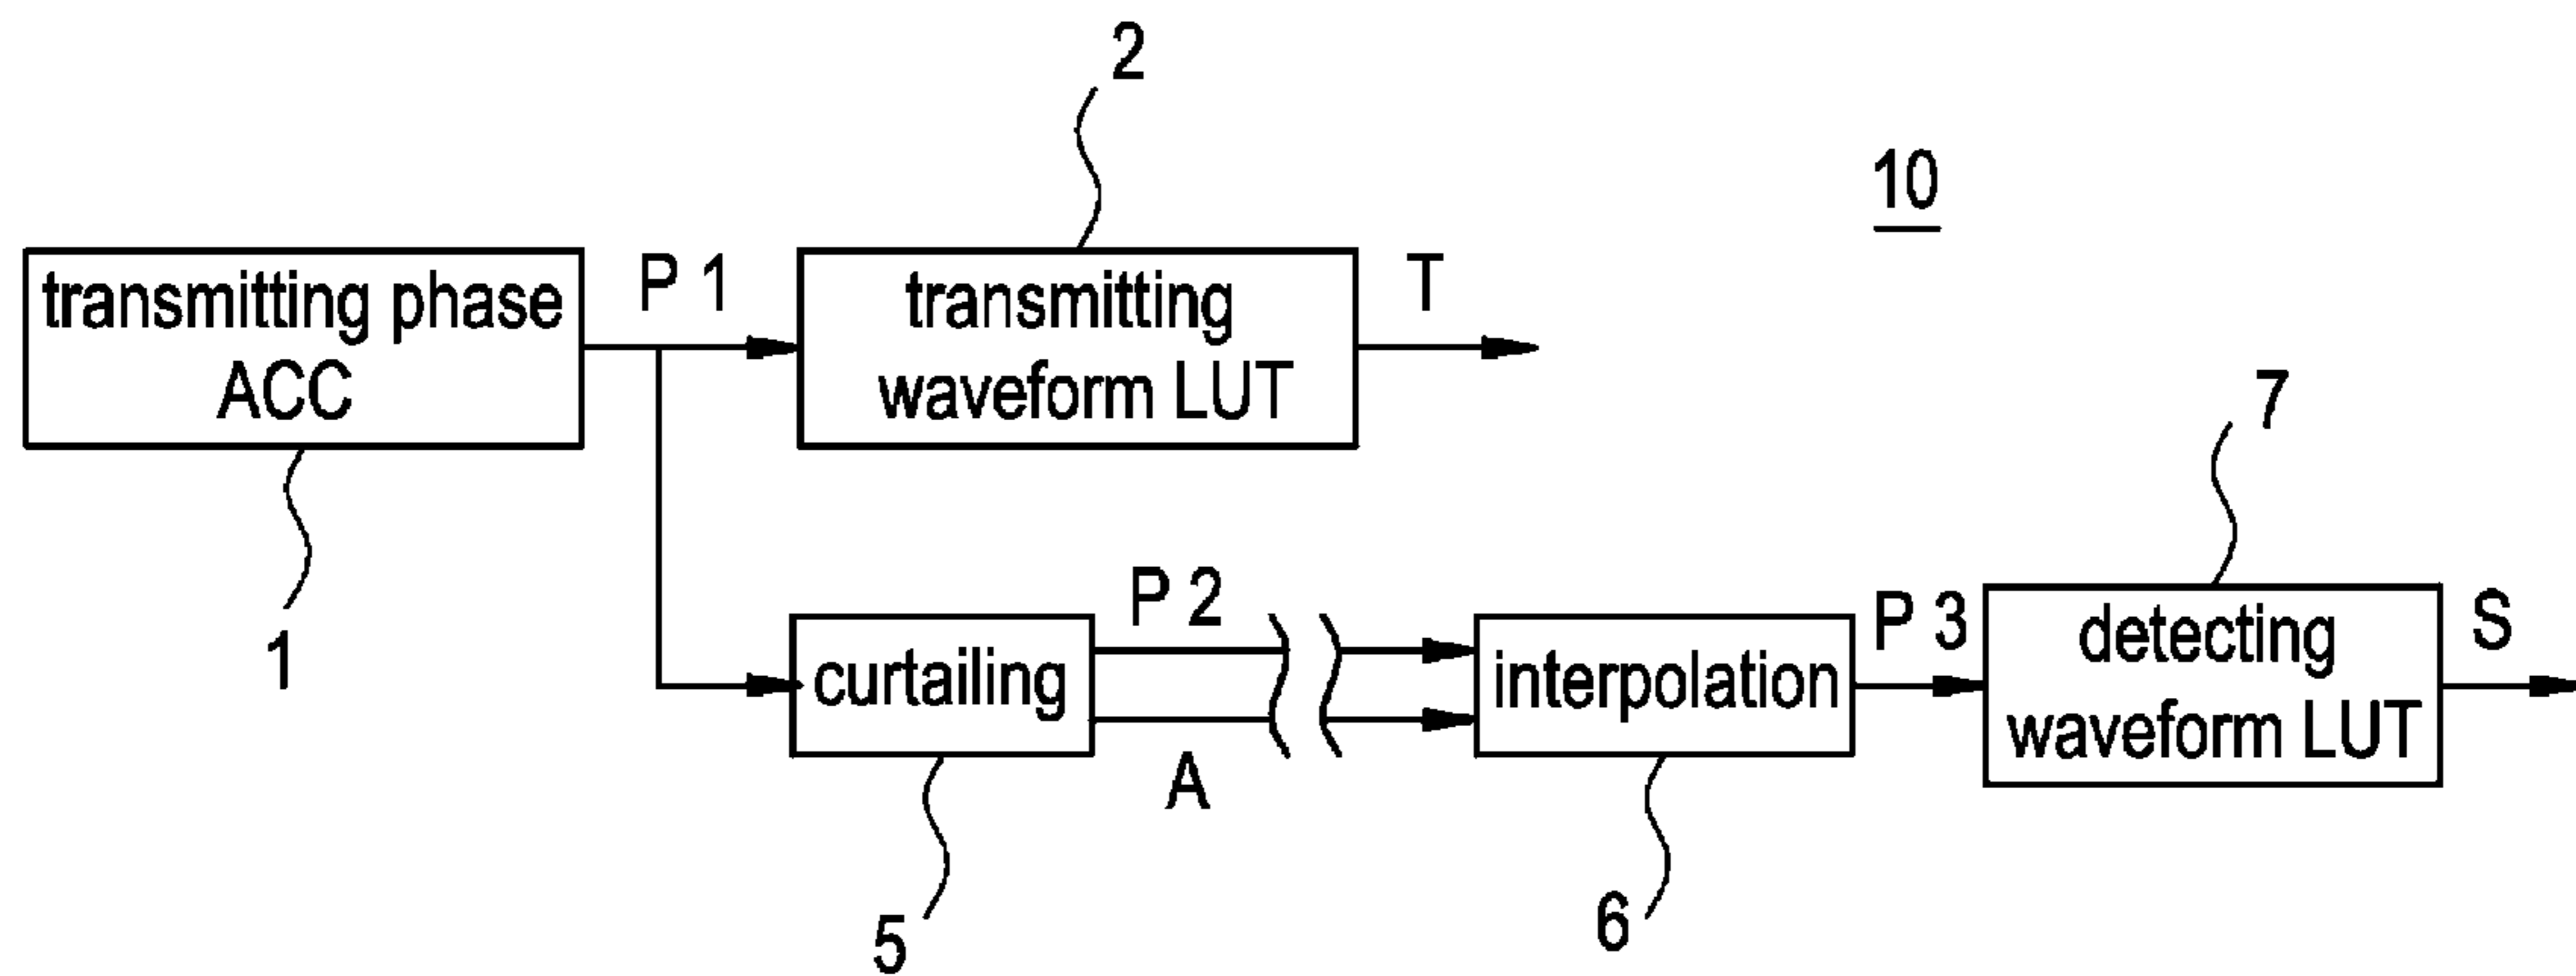 2
10
transmitting phase
ACC
P 1
transmitting
waveform LUT
T
7
1
curtailing
P 2
A
interpolation
P 3
detecting
waveform LUT
S
5
6